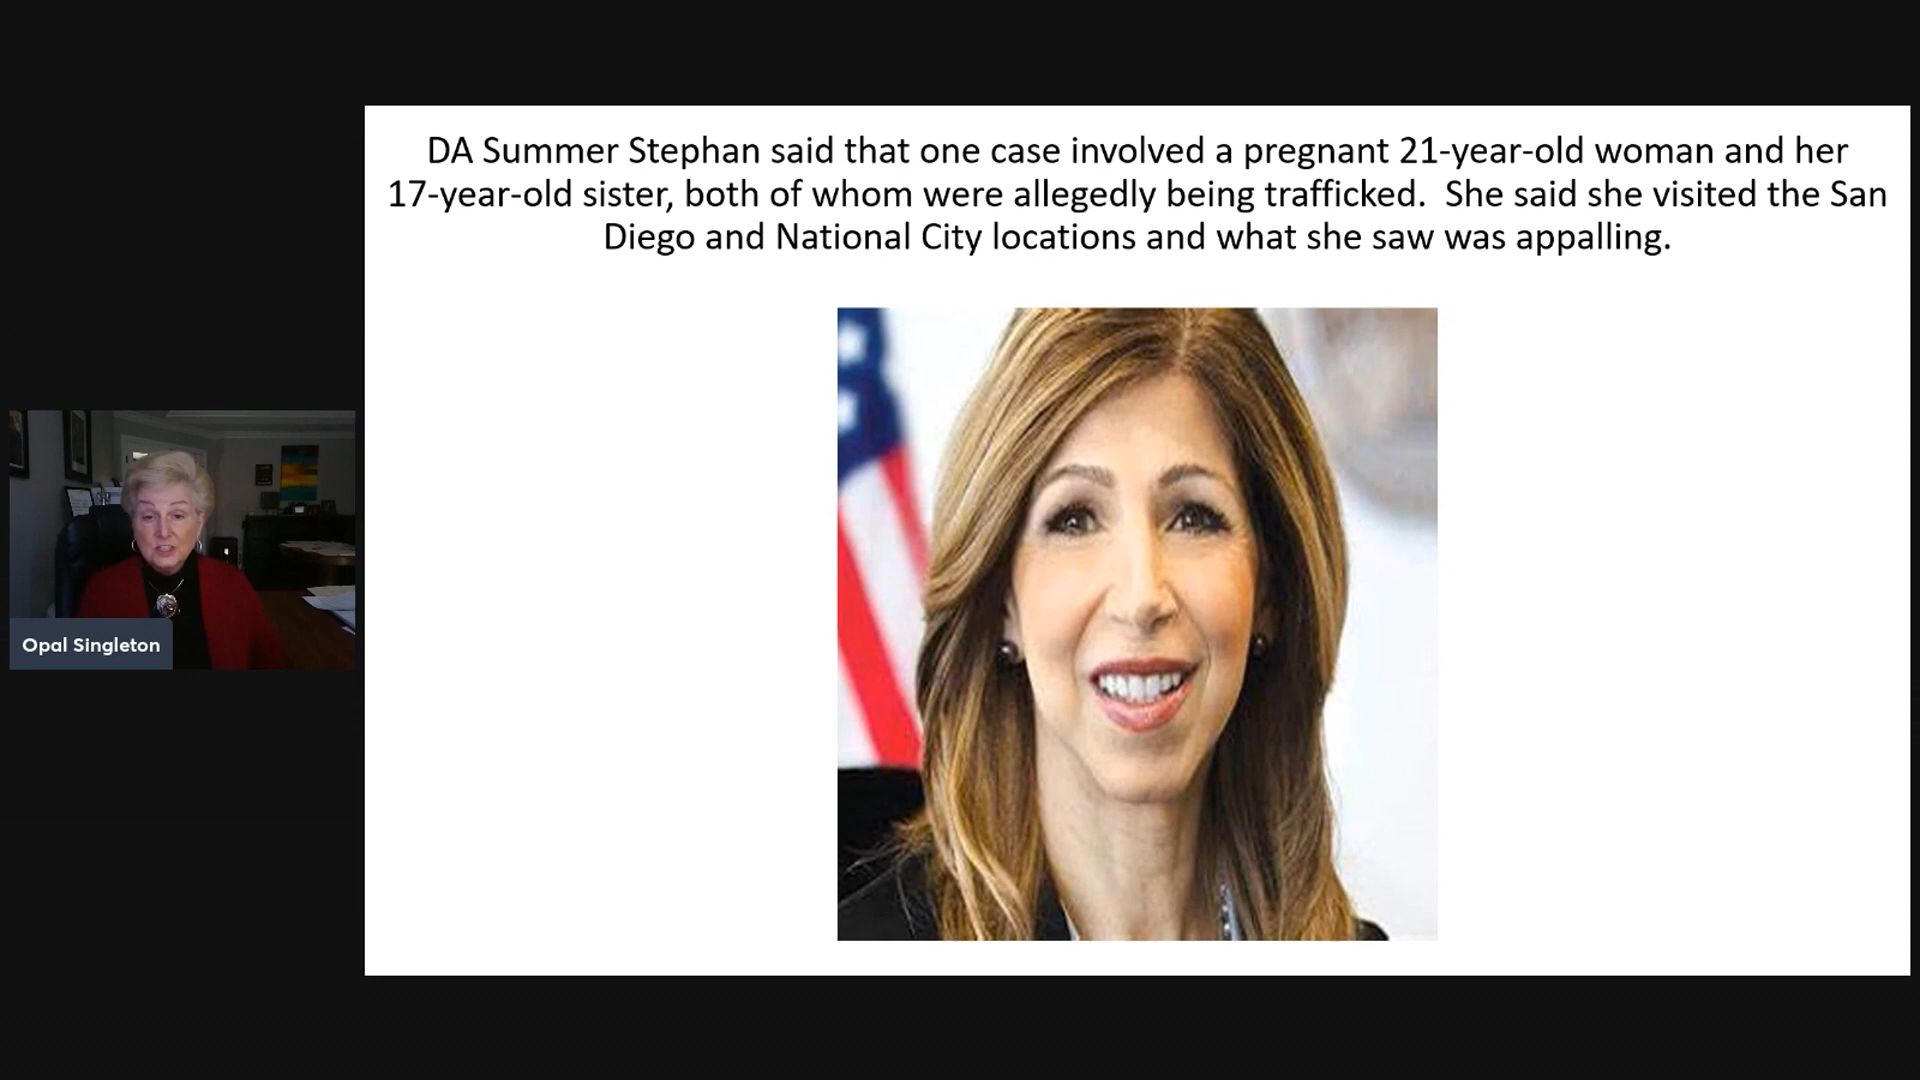 DA Summer Stephan said that one case involved a pregnant 21-year-old woman and her
17-year-old sister, both of whom were allegedly being trafficked.  She said she visited the San
Diego and National City locations and what she saw was appalling.
Opal Singleton